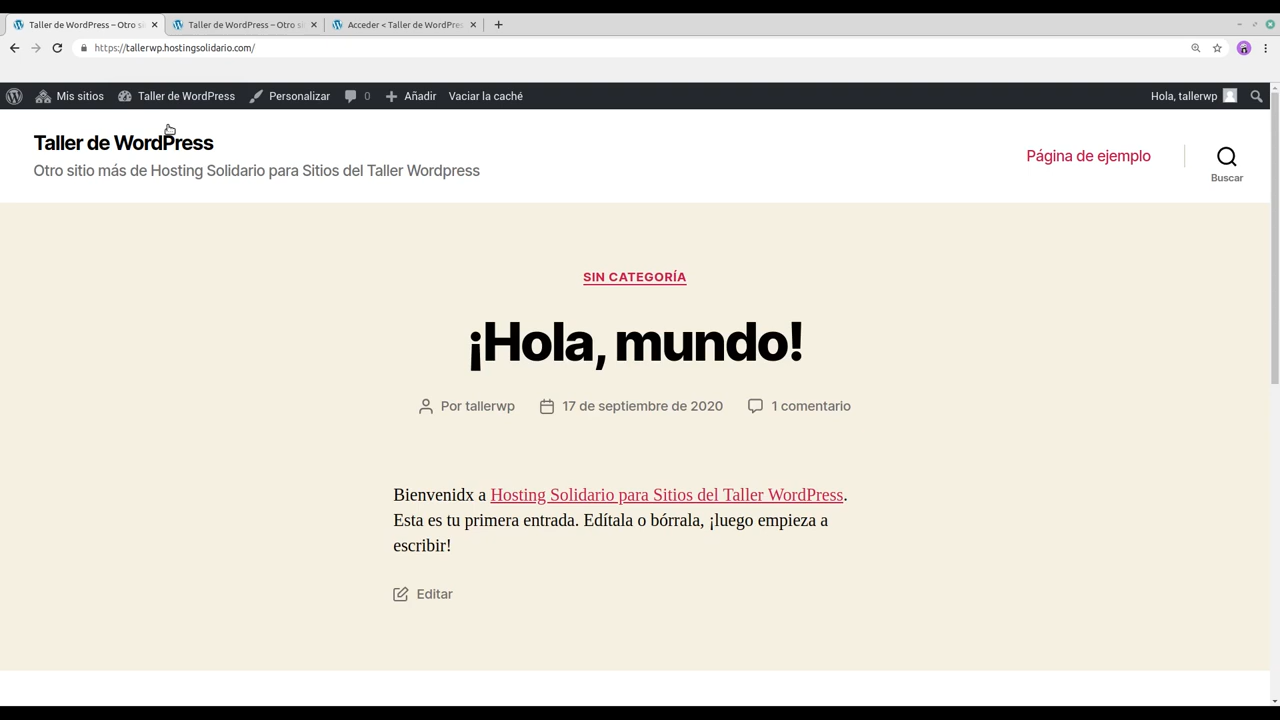 Taller de WordPress – Otro si
Taller de WordPress – Otro si
Acceder < Taller de WordPre
https://tallerwp.hostingsolidario.com/
Mis sitios
Taller de WordPress
Personalizar
0
Añadir
Vaciar la caché
Hola, tallerwp
Taller de WordPress
Otro sitio más de Hosting Solidario para Sitios del Taller Wordpress
Página de ejemplo
Buscar
SIN CATEGORÍA
¡Hola, mundo!
Por tallerwp
17 de septiembre de 2020
1 comentario
Bienvenidx a Hosting Solidario para Sitios del Taller WordPress.
Esta es tu primera entrada. Edítala o bórrala, ¡luego empieza a
escribir!
Editar